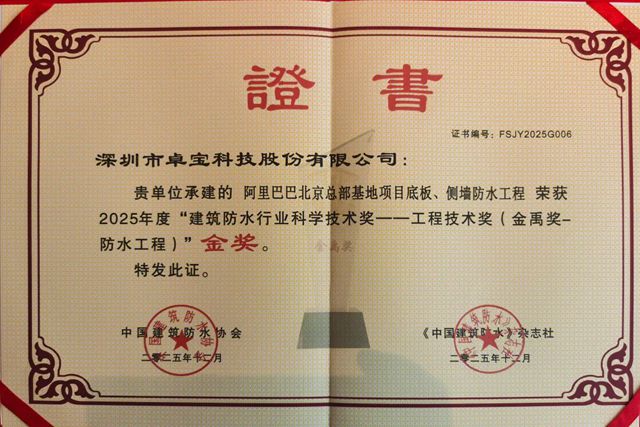 證書
证书编号：FSJY2025G006
深圳市卓宝科技股份有限公司：
贵单位承建的 阿里巴巴北京总部基地项目底板、侧墙防水工程 荣获
2025年度“建筑防水行业科学技术奖——工程技术奖（金禹奖-
防水工程）”金奖。
金禹奖
特发此证。
中国建筑防水协会
《中国建筑防水》杂志社
二零二五年十二月
二零二五年十二月